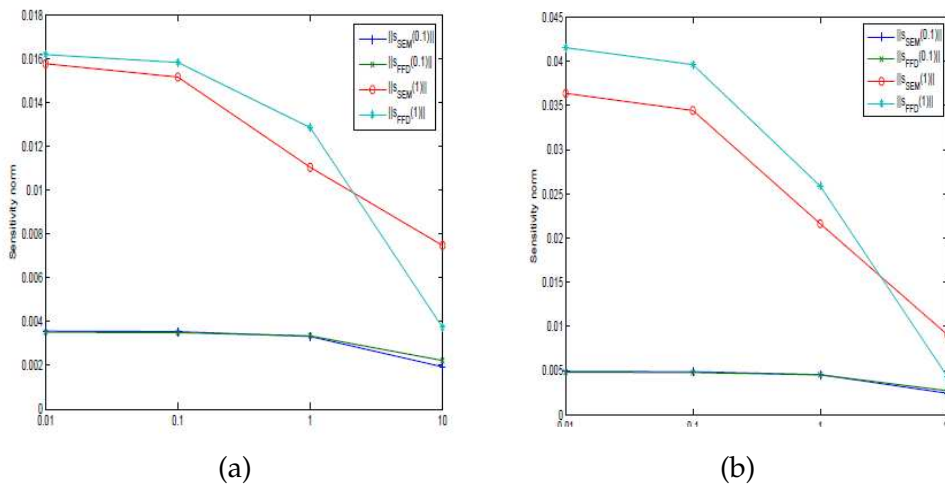 0.018
0.016
0.014
0.012
0.01
0.008
0.006
0.004
0.002
0
Sensitivity norm
0.01 0.1 1 10
||s_SEM(0.1)||
||s_FFD(0.1)||
||s_SEM(1)||
||s_FFD(1)||
(a)
0.045
0.04
0.035
0.03
0.025
0.02
0.015
0.01
0.005
0
Sensitivity norm
0.01 0.1 1
||s_SEM(0.1)||
||s_FFD(0.1)||
||s_SEM(1)||
||s_FFD(1)||
(b)